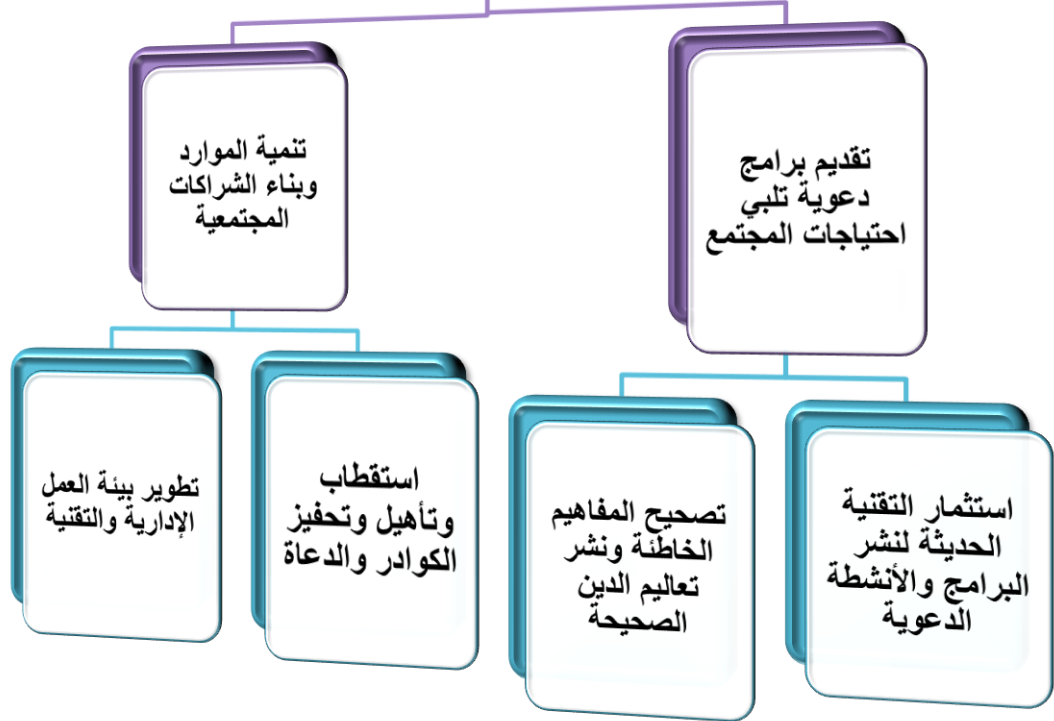 تقديم برامج
دعوية تلبي
احتياجات المجتمع
تنمية الموارد
وبناء الشراكات
المجتمعية
استثمار التقنية
الحديثة لنشر
البرامج والأنشطة
الدعوية
تصحيح المفاهيم
الخاطئة ونشر
تعاليم الدين
الصحيحة
استقطاب
وتأهيل وتحفيز
الكوادر والدعاة
تطوير بيئة العمل
الإدارية والتقنية